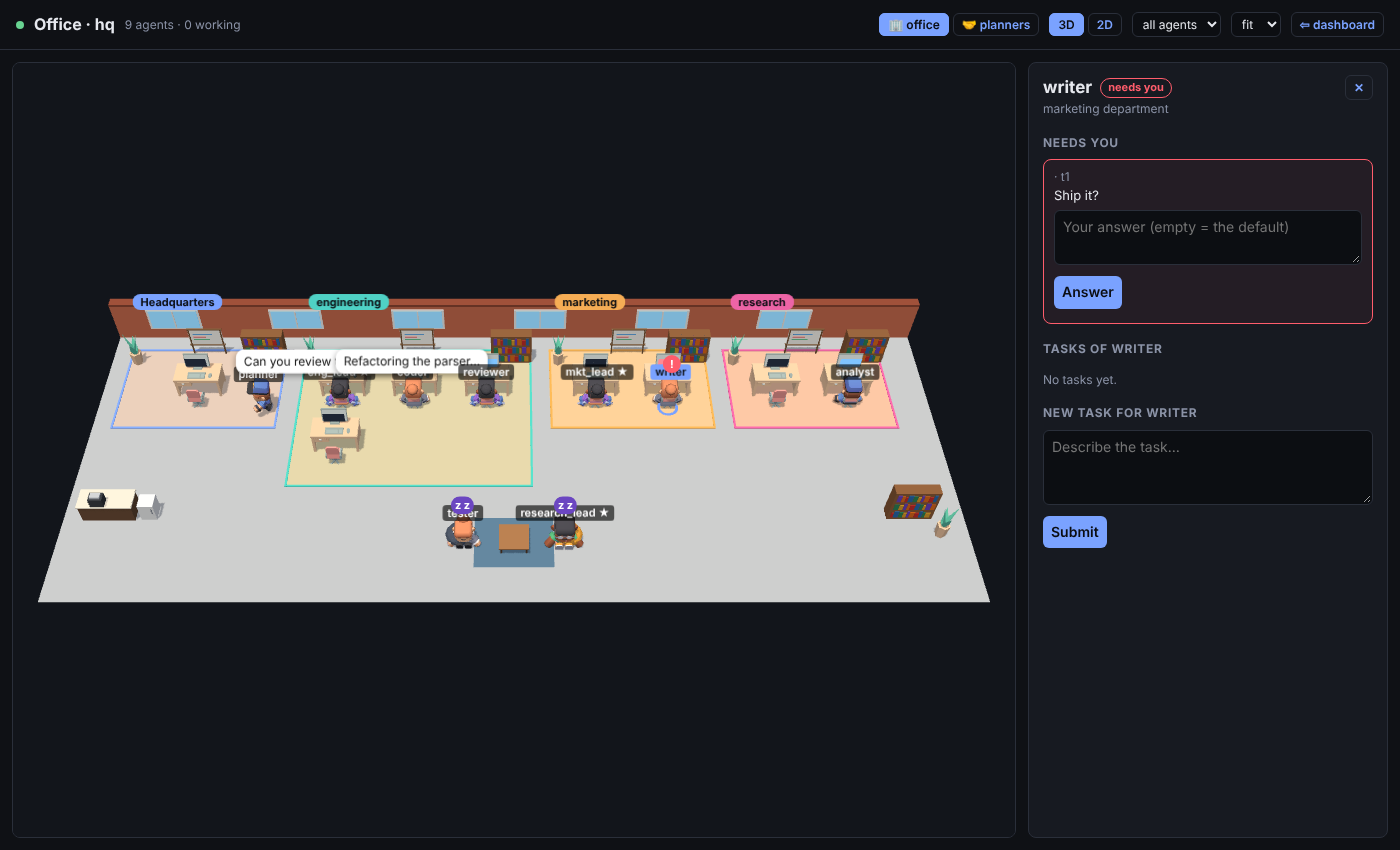 Office · hq 9 agents · 0 working
🏢 office 🤝 planners 3D 2D all agents fit ⇦ dashboard
writer needs you ✕
marketing department
NEEDS YOU
· t1
Ship it?
Your answer (empty = the default)
Answer
TASKS OF WRITER
No tasks yet.
NEW TASK FOR WRITER
Describe the task...
Submit
Headquarters engineering marketing research
Can you review Refactoring the parser...
planner reviewer mkt_lead ★ ! writer analyst
z z z z
tester research_lead ★